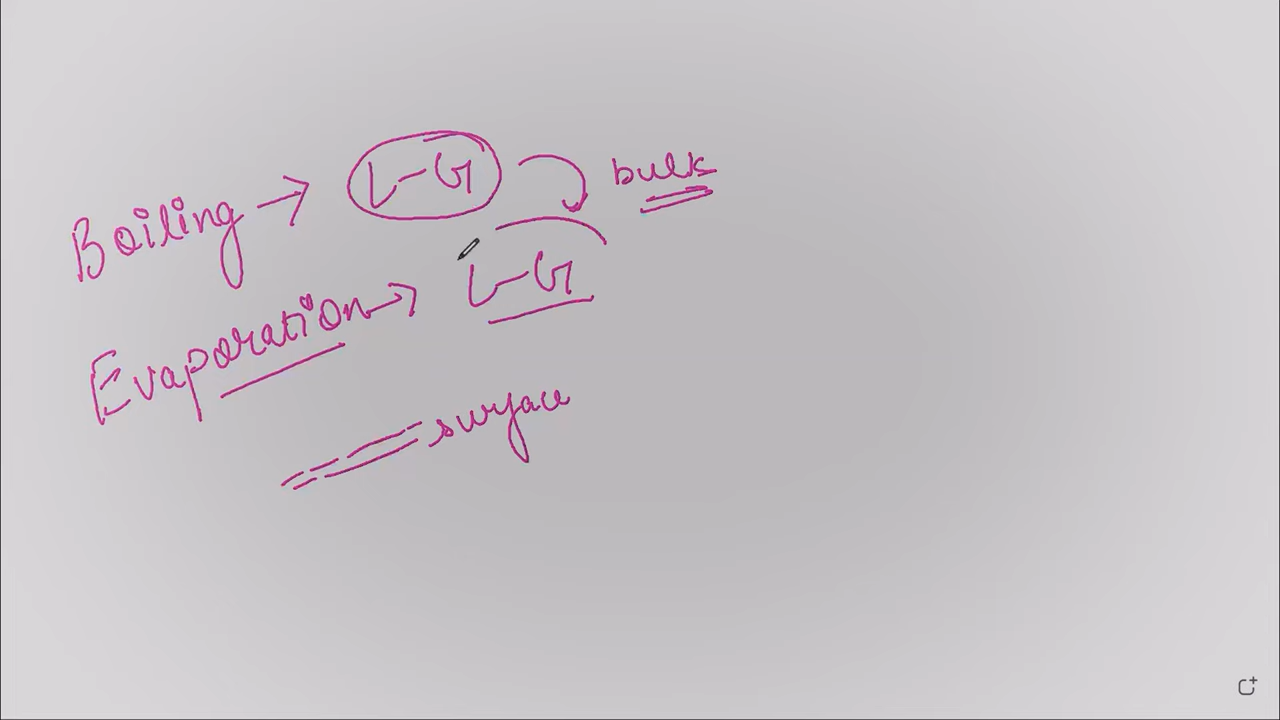 Boiling → L-G bulk
Evaporation → L-G
surface